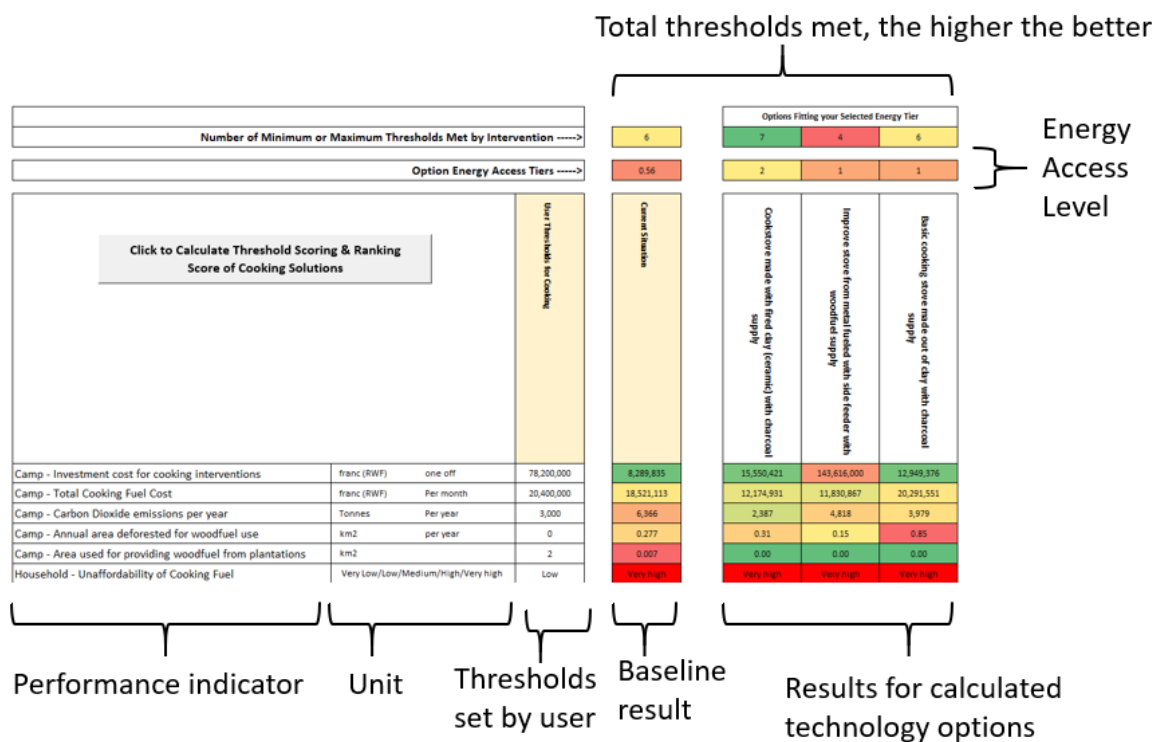 Total thresholds met, the higher the better
Options Fitting your Selected Energy Tier
Number of Minimum or Maximum Thresholds Met by Intervention ----->
6
7
4
6
Option Energy Access Tiers ----->
0.56
2
1
1
Energy
Access
Level
Click to Calculate Threshold Scoring & Ranking
Score of Cooking Solutions
User Thresholds for Cooking
Current Situation
Cookstove made with fired clay (ceramic) with charcoal
supply
Improve stove from metal fueled with side feeder with
woodfuel supply
Basic cooking stove made out of clay with charcoal
supply
Camp - Investment cost for cooking interventions franc (RWF) one off 78,200,000 8,289,835 15,550,421 143,616,000 12,949,376
Camp - Total Cooking Fuel Cost franc (RWF) Per month 20,400,000 18,521,113 12,174,931 11,830,867 20,291,551
Camp - Carbon Dioxide emissions per year Tonnes Per year 3,000 6,366 2,387 4,818 3,979
Camp - Annual area deforested for woodfuel use km2 per year 0 0.277 0.31 0.15 0.85
Camp - Area used for providing woodfuel from plantations km2 2 0.007 0.00 0.00 0.00
Household - Unaffordability of Cooking Fuel Very Low/Low/Medium/High/Very high Low Very high Very high Very high Very high
Performance indicator
Unit
Thresholds
set by user
Baseline
result
Results for calculated
technology options